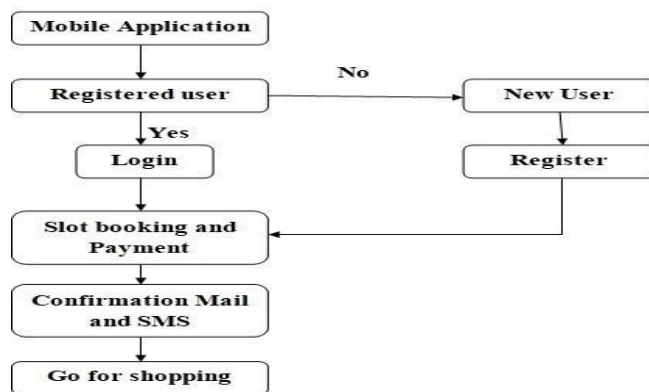 Mobile Application
No
Registered user
New User
Yes
Login
Register
Slot booking and
Payment
Confirmation Mail
and SMS
Go for shopping